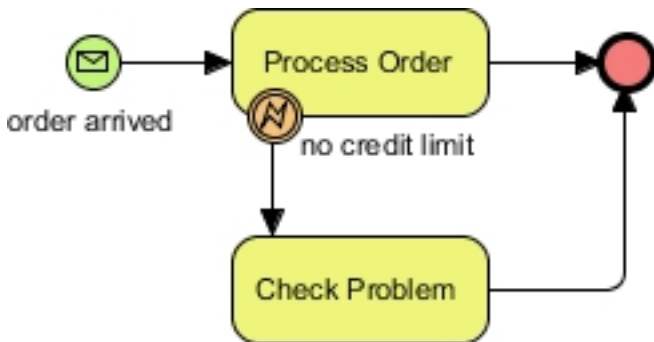 Process Order
order arrived
no credit limit
Check Problem